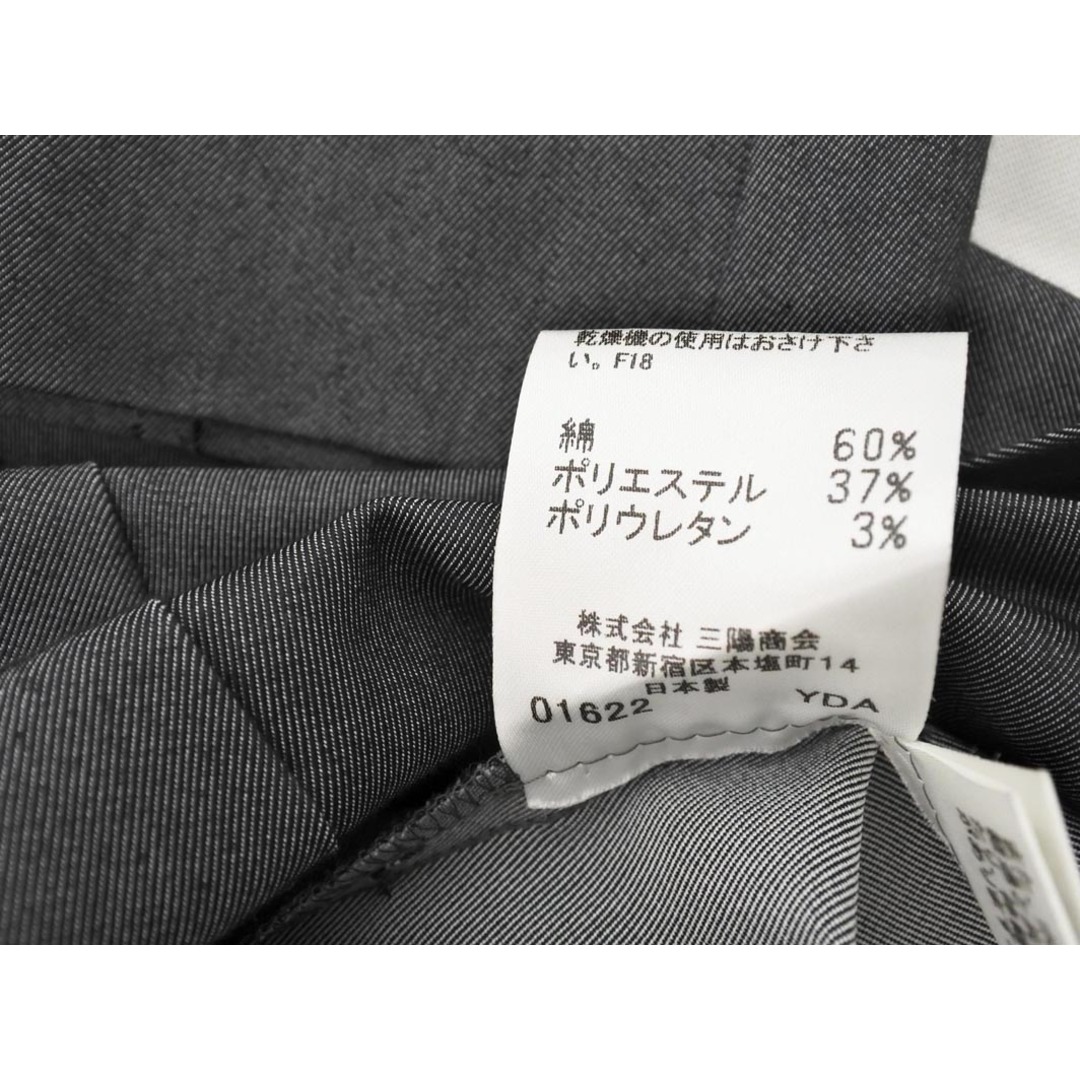 乾燥機の使用はおさけ下さ
い。F18
綿 60%
ポリエステル 37%
ポリウレタン 3%
株式会社 三陽商会
東京都新宿区本塩町14
日本製
01622 YDA